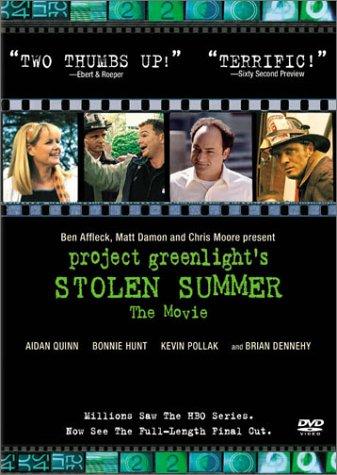 "TWO THUMBS UP!"
—Ebert & Roeper
"TERRIFIC!"
—Sixty Second Preview
Ben Affleck, Matt Damon and Chris Moore present
project greenlight's
STOLEN SUMMER
The Movie
AIDAN QUINN BONNIE HUNT KEVIN POLLAK and BRIAN DENNEHY
Millions Saw The HBO Series.
Now See The Full-Length Final Cut.
DVD
VIDEO